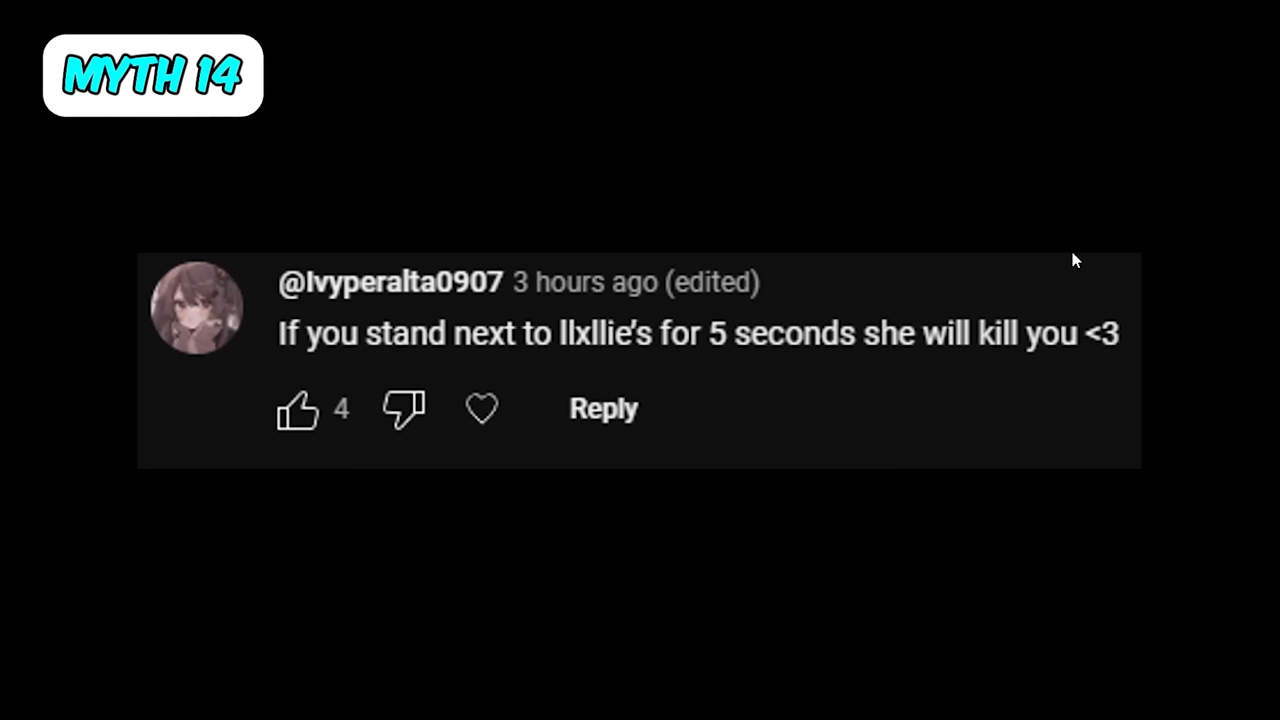 MYTH 14
@Ivyperalta0907 3 hours ago (edited)
If you stand next to llxllie's for 5 seconds she will kill you <3
4 Reply